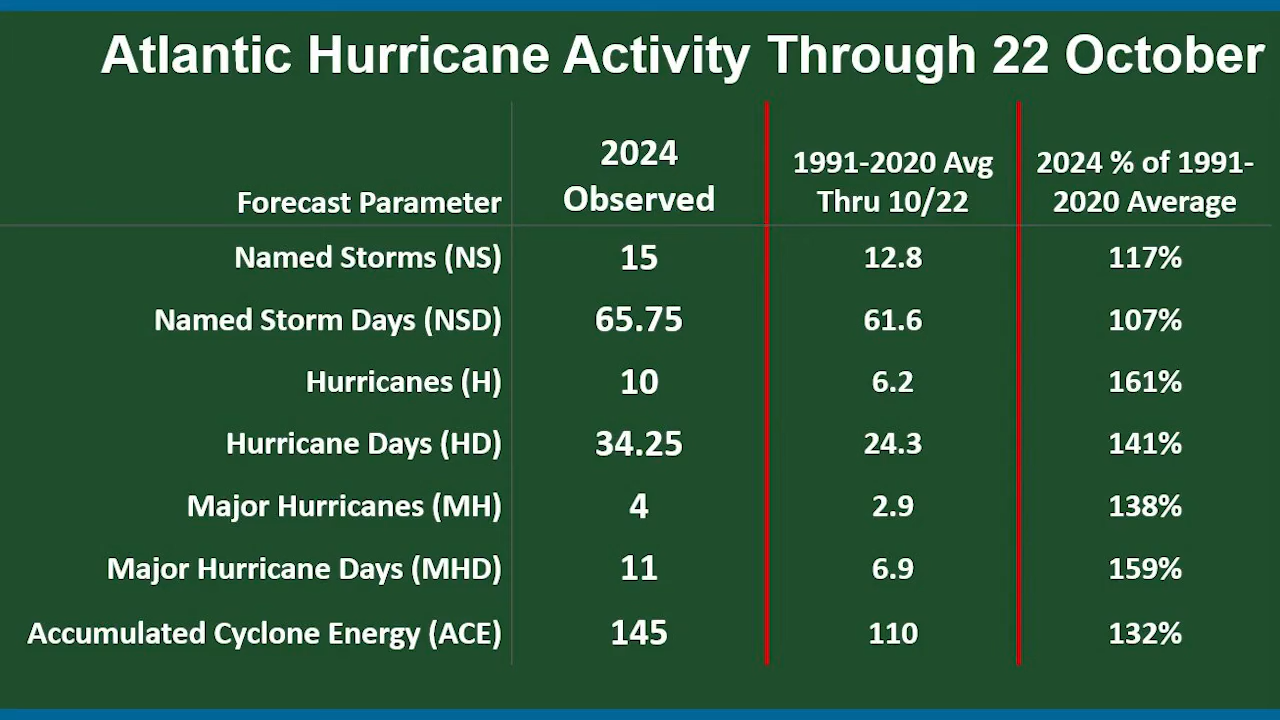 Atlantic Hurricane Activity Through 22 October
Forecast Parameter
2024
Observed
1991-2020 Avg
Thru 10/22
2024 % of 1991-
2020 Average
Named Storms (NS) 15 12.8 117%
Named Storm Days (NSD) 65.75 61.6 107%
Hurricanes (H) 10 6.2 161%
Hurricane Days (HD) 34.25 24.3 141%
Major Hurricanes (MH) 4 2.9 138%
Major Hurricane Days (MHD) 11 6.9 159%
Accumulated Cyclone Energy (ACE) 145 110 132%